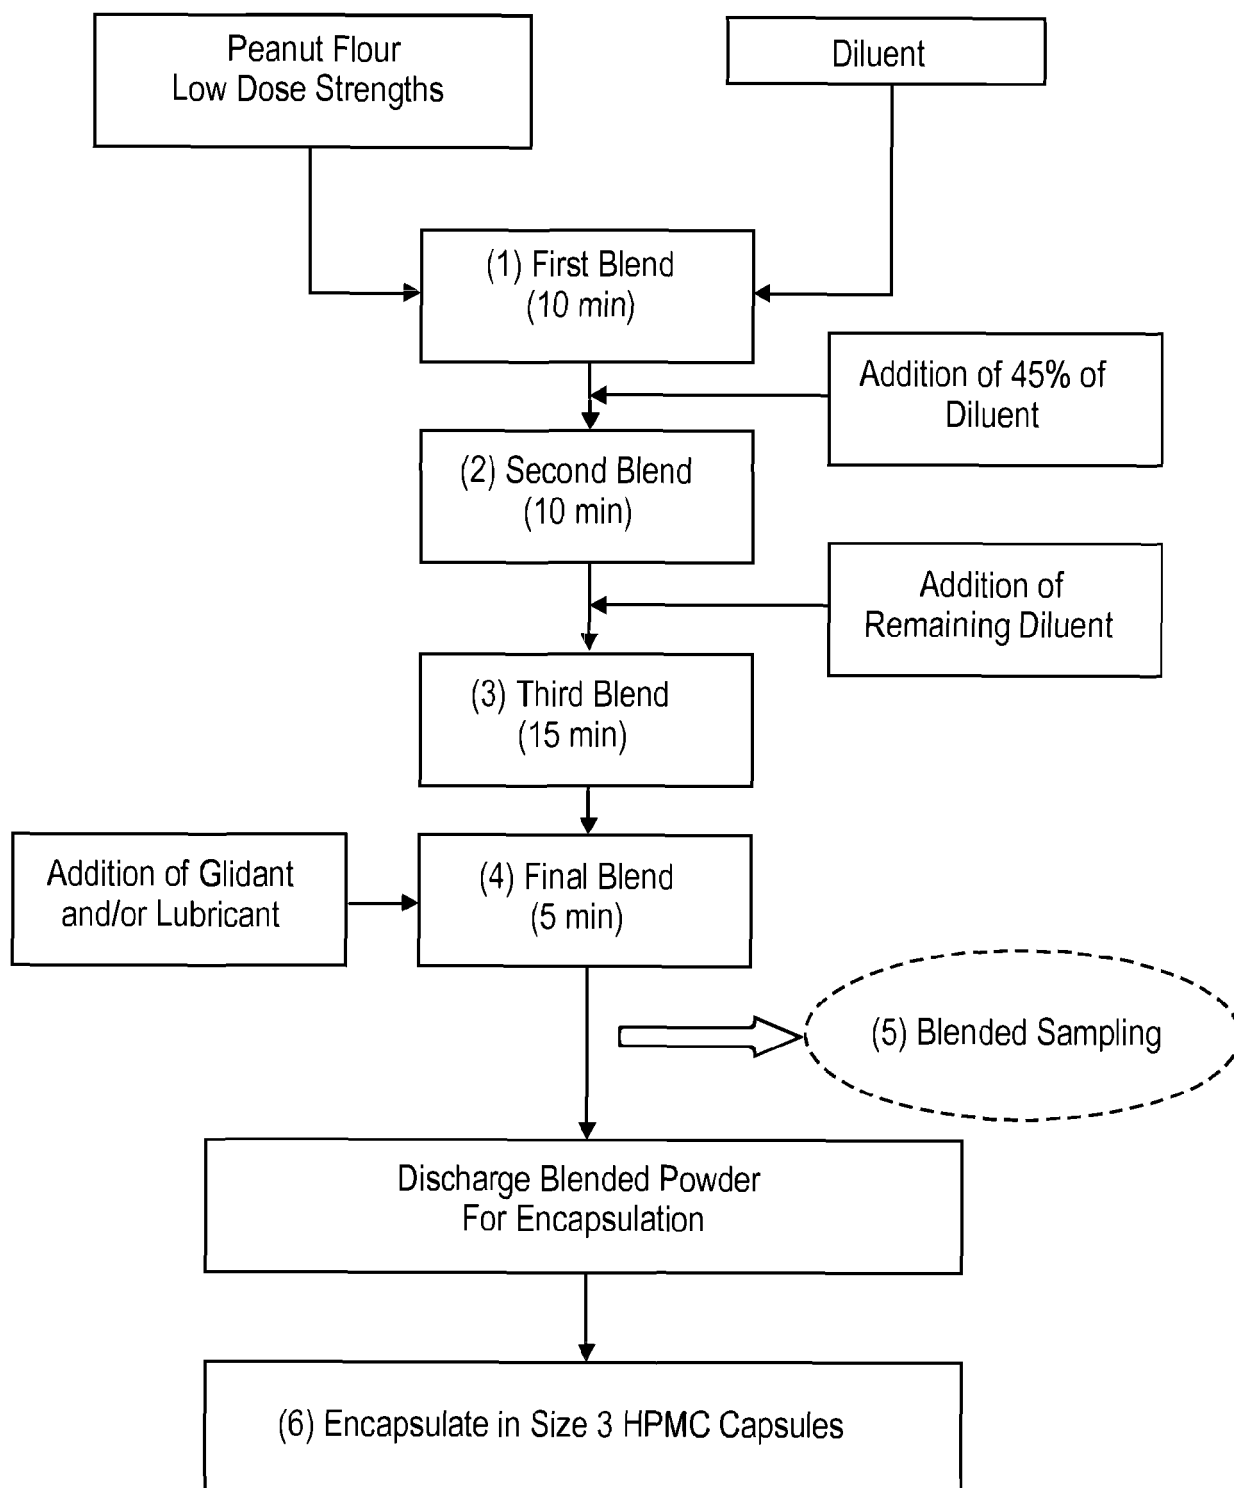 Peanut Flour
Low Dose Strengths
Diluent
(1) First Blend
(10 min)
Addition of 45% of
Diluent
(2) Second Blend
(10 min)
Addition of
Remaining Diluent
(3) Third Blend
(15 min)
Addition of Glidant
and/or Lubricant
(4) Final Blend
(5 min)
(5) Blended Sampling
Discharge Blended Powder
For Encapsulation
(6) Encapsulate in Size 3 HPMC Capsules